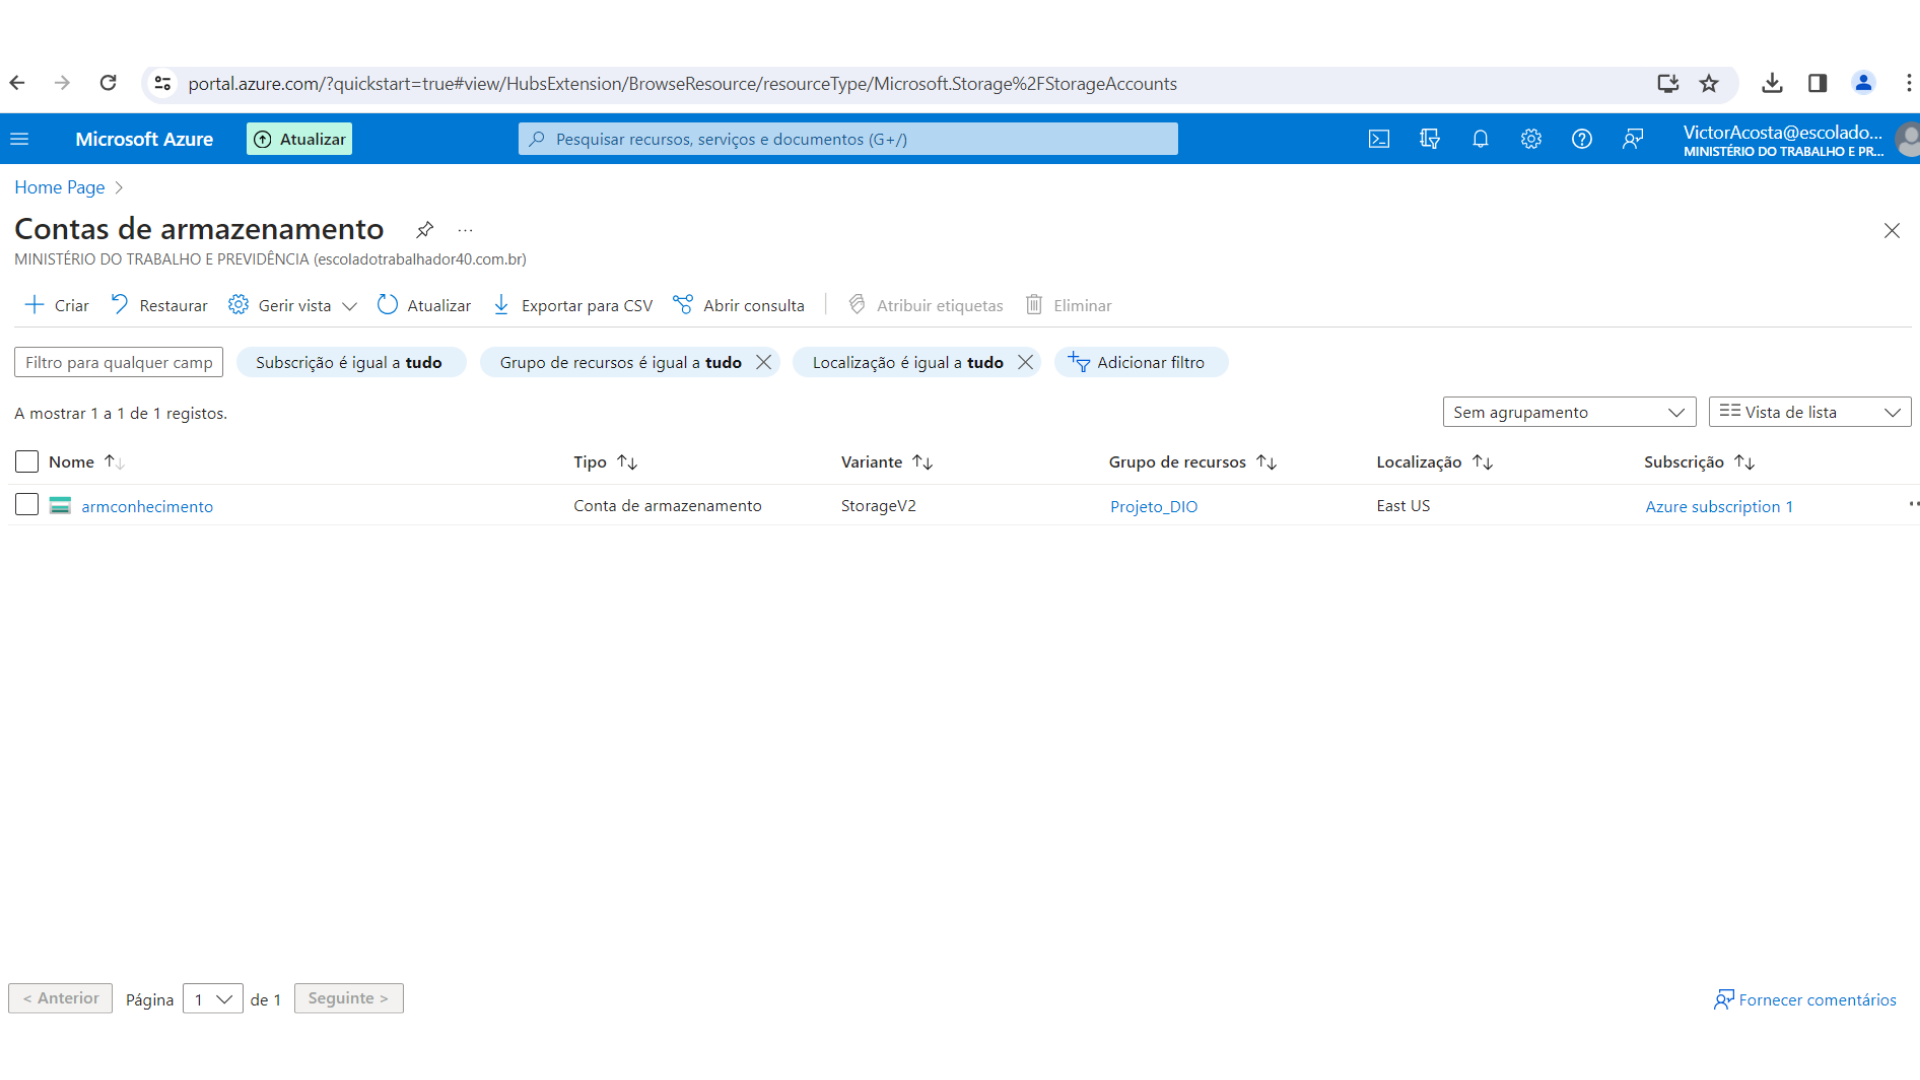 portal.azure.com/?quickstart=true#view/HubsExtension/BrowseResource/resourceType/Microsoft.Storage%2FStorageAccounts
Microsoft Azure
Atualizar
Pesquisar recursos, serviços e documentos (G+/)
VictorAcosta@escolado...
MINISTÉRIO DO TRABALHO E PR...
Home Page
Contas de armazenamento
MINISTÉRIO DO TRABALHO E PREVIDÊNCIA (escoladotrabalhador40.com.br)
Criar Restaurar Gerir vista Atualizar Exportar para CSV Abrir consulta Atribuir etiquetas Eliminar
Filtro para qualquer camp Subscrição é igual a tudo Grupo de recursos é igual a tudo Localização é igual a tudo Adicionar filtro
A mostrar 1 a 1 de 1 registos. Sem agrupamento Vista de lista
Nome Tipo Variante Grupo de recursos Localização Subscrição
armconhecimento Conta de armazenamento StorageV2 Projeto_DIO East US Azure subscription 1
< Anterior Página 1 de 1 Seguinte > Fornecer comentários